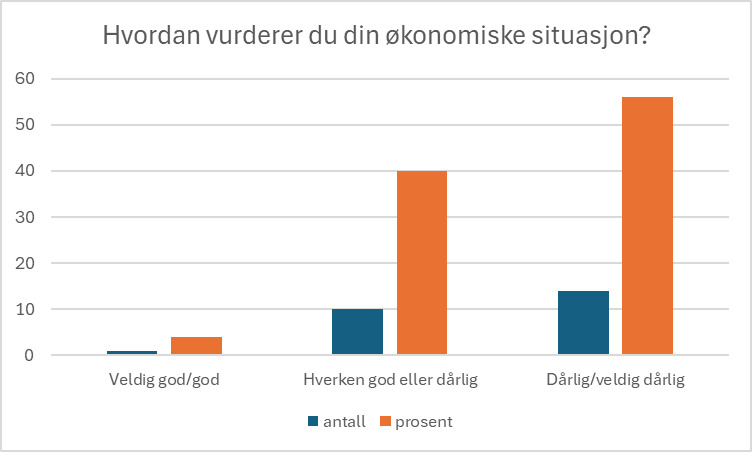 Hvordan vurderer du din økonomiske situasjon?
60
50
40
30
20
10
0
Veldig god/god Hverken god eller dårlig Dårlig/veldig dårlig
antall prosent